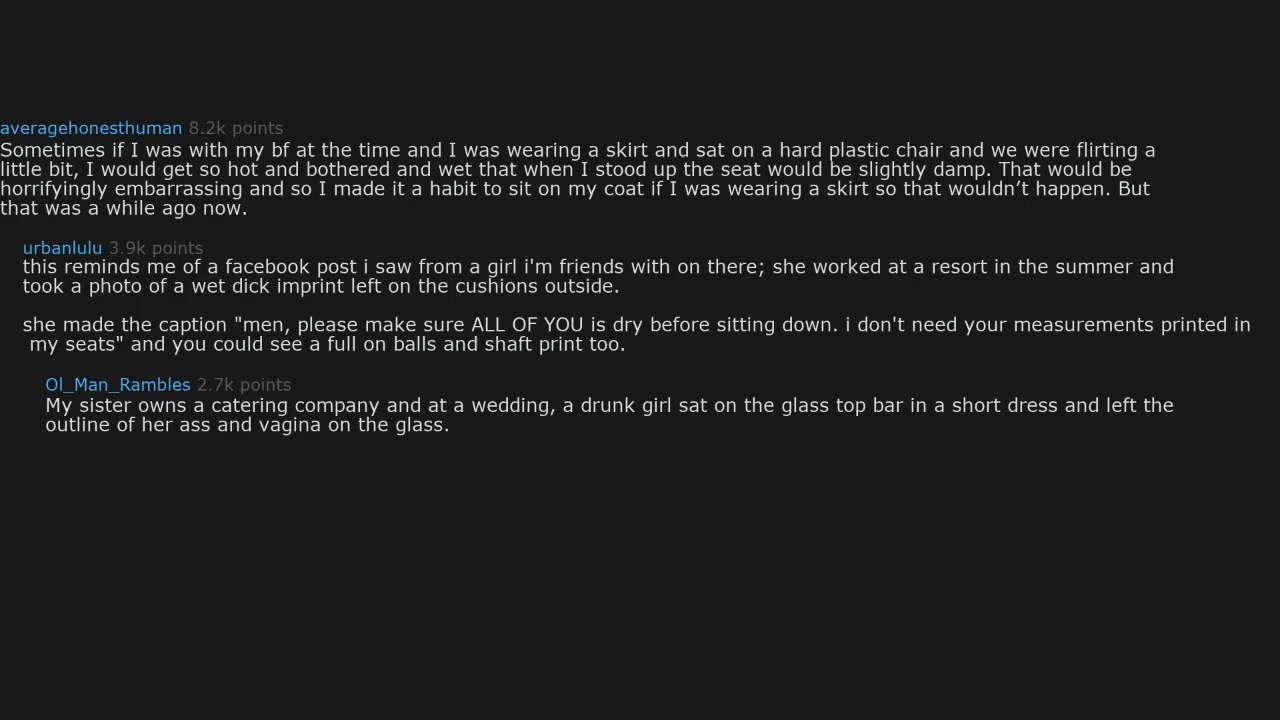 averagehonesthuman 8.2k points
Sometimes if I was with my bf at the time and I was wearing a skirt and sat on a hard plastic chair and we were flirting a
little bit, I would get so hot and bothered and wet that when I stood up the seat would be slightly damp. That would be
horrifyingly embarrassing and so I made it a habit to sit on my coat if I was wearing a skirt so that wouldn’t happen. But
that was a while ago now.
urbanlulu 3.9k points
this reminds me of a facebook post i saw from a girl i'm friends with on there; she worked at a resort in the summer and
took a photo of a wet dick imprint left on the cushions outside.
she made the caption "men, please make sure ALL OF YOU is dry before sitting down. i don't need your measurements printed in
my seats" and you could see a full on balls and shaft print too.
Ol_Man_Rambles 2.7k points
My sister owns a catering company and at a wedding, a drunk girl sat on the glass top bar in a short dress and left the
outline of her ass and vagina on the glass.